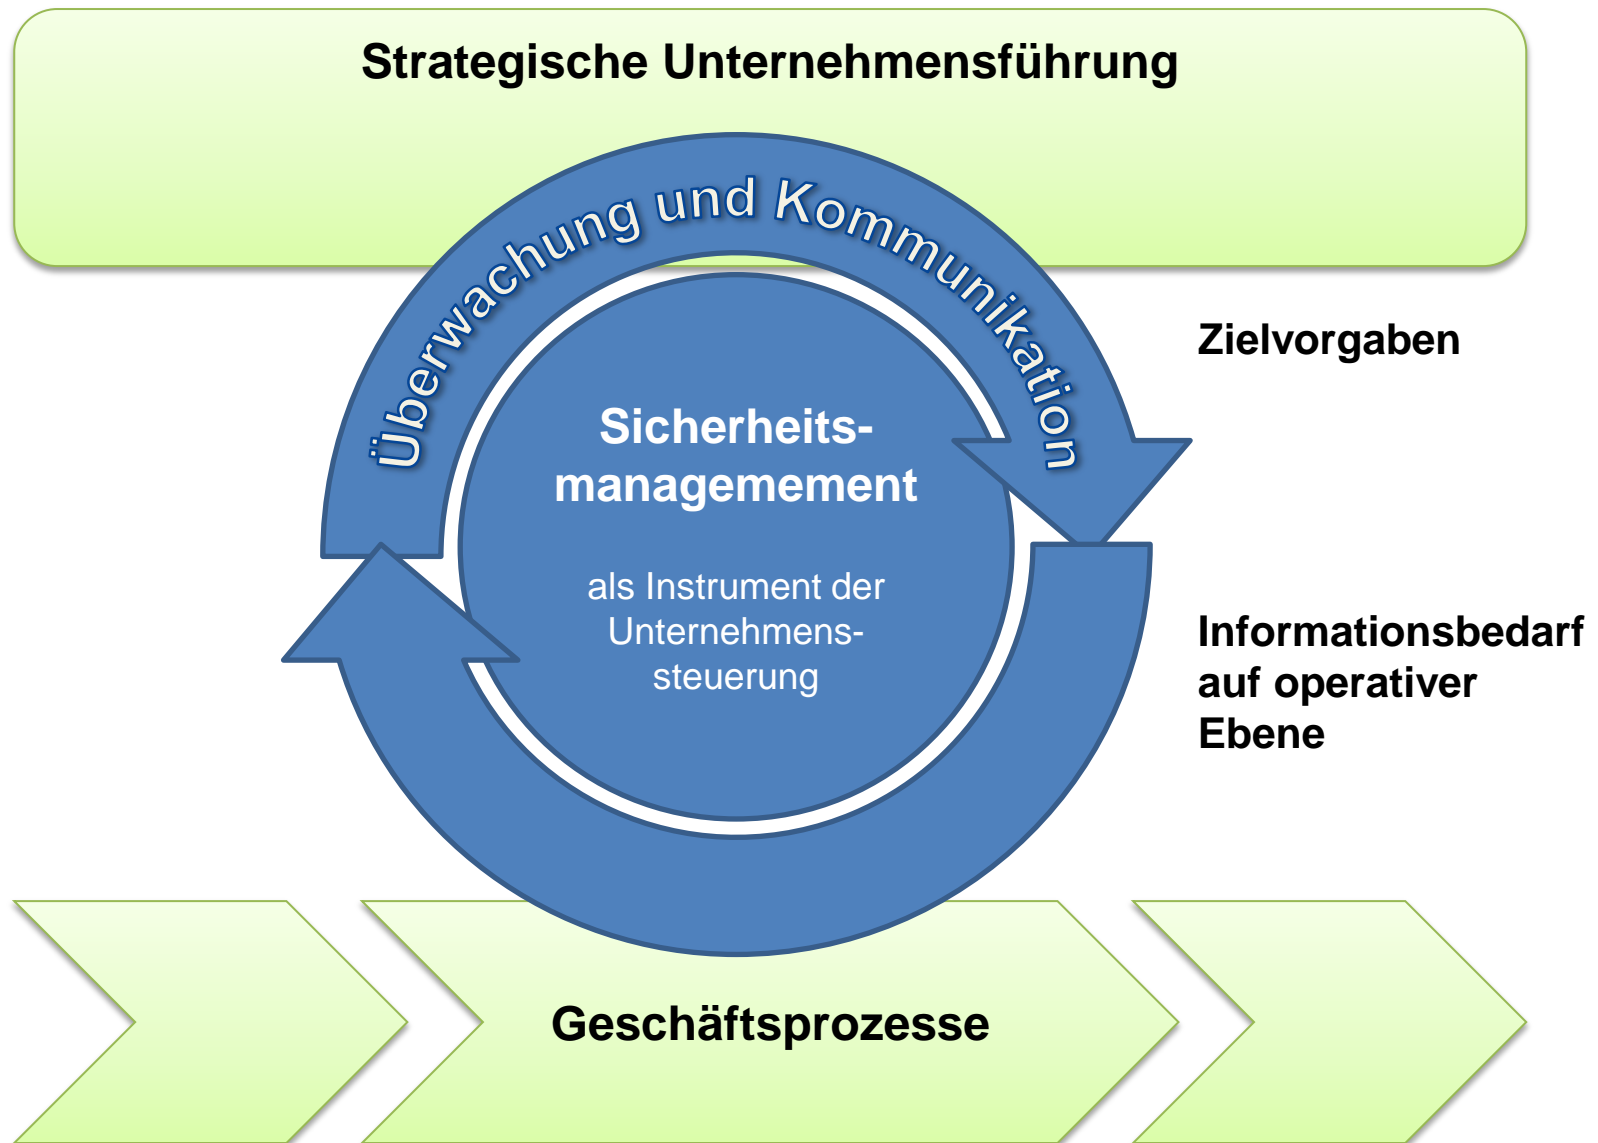 Strategische Unternehmensführung
Überwachung und Kommunikation
Zielvorgaben
Sicherheits-
managemement
als Instrument der
Unternehmens-
steuerung
Informationsbedarf
auf operativer
Ebene
Geschäftsprozesse